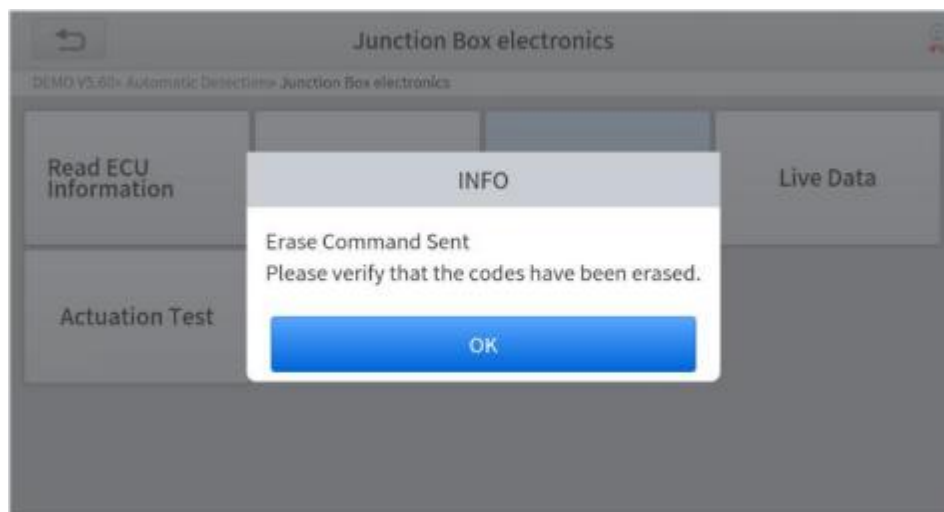 Junction Box electronics
DEMO V5.60> Automatic Detection> Junction Box electronics
Read ECU
Information
Live Data
INFO
Erase Command Sent
Please verify that the codes have been erased.
OK
Actuation Test